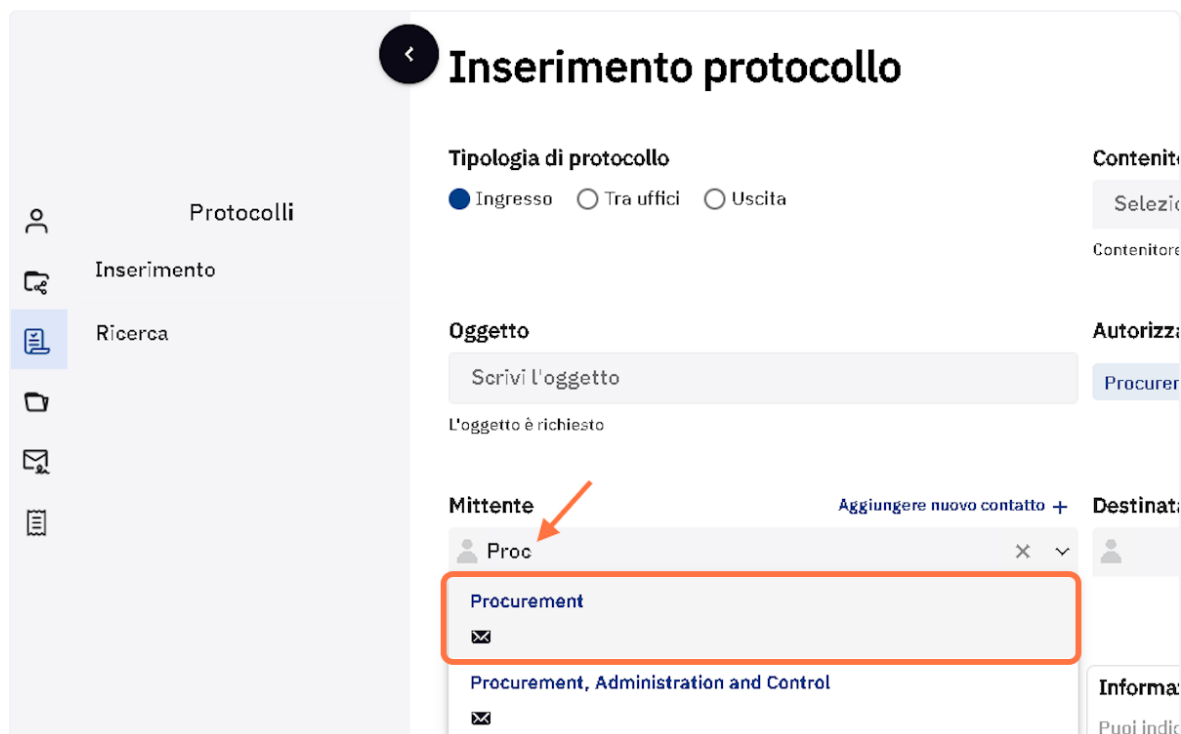 Inserimento protocollo
Protocolli
Inserimento
Ricerca
Tipologia di protocollo
Ingresso
Tra uffici
Uscita
Oggetto
Scrivi l'oggetto
L'oggetto è richiesto
Mittente
Aggiungere nuovo contatto +
Proc
Procurement
Procurement, Administration and Control